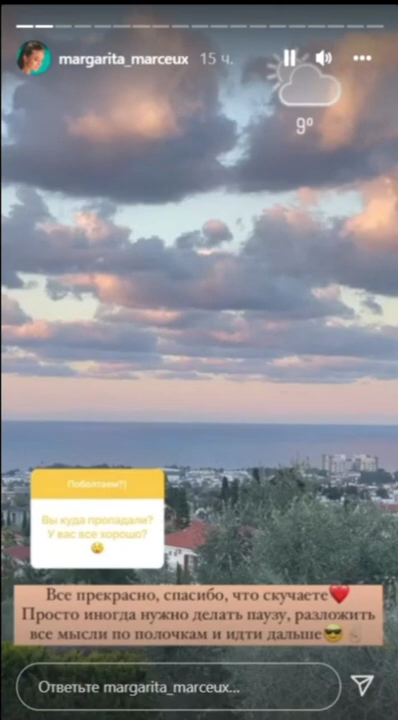 margarita_marceux 15 ч.
9°
Поболтаем?)
Вы куда пропадали?
У вас все хорошо?
😩
Все прекрасно, спасибо, что скучаете❤️
Просто иногда нужно делать паузу, разложить
все мысли по полочкам и идти дальше😎☝🏻
Ответьте margarita_marceux...